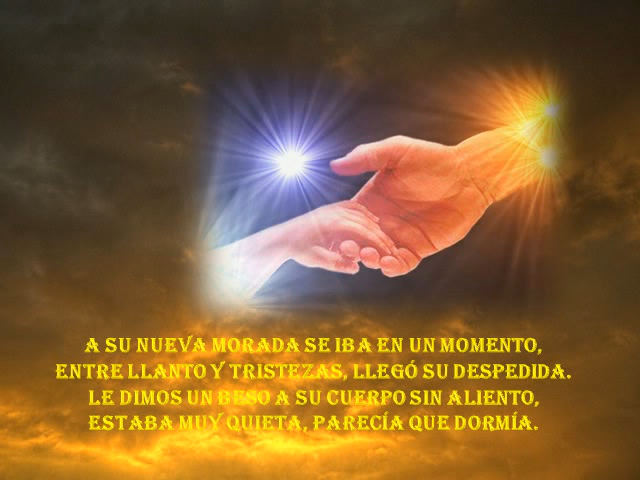 A SU NUEVA MORADA SE IBA EN UN MOMENTO,
ENTRE LLANTO Y TRISTEZAS, LLEGÓ SU DESPEDIDA.
LE DIMOS UN BESO A SU CUERPO SIN ALIENTO,
ESTABA MUY QUIETA, PARECÍA QUE DORMÍA.